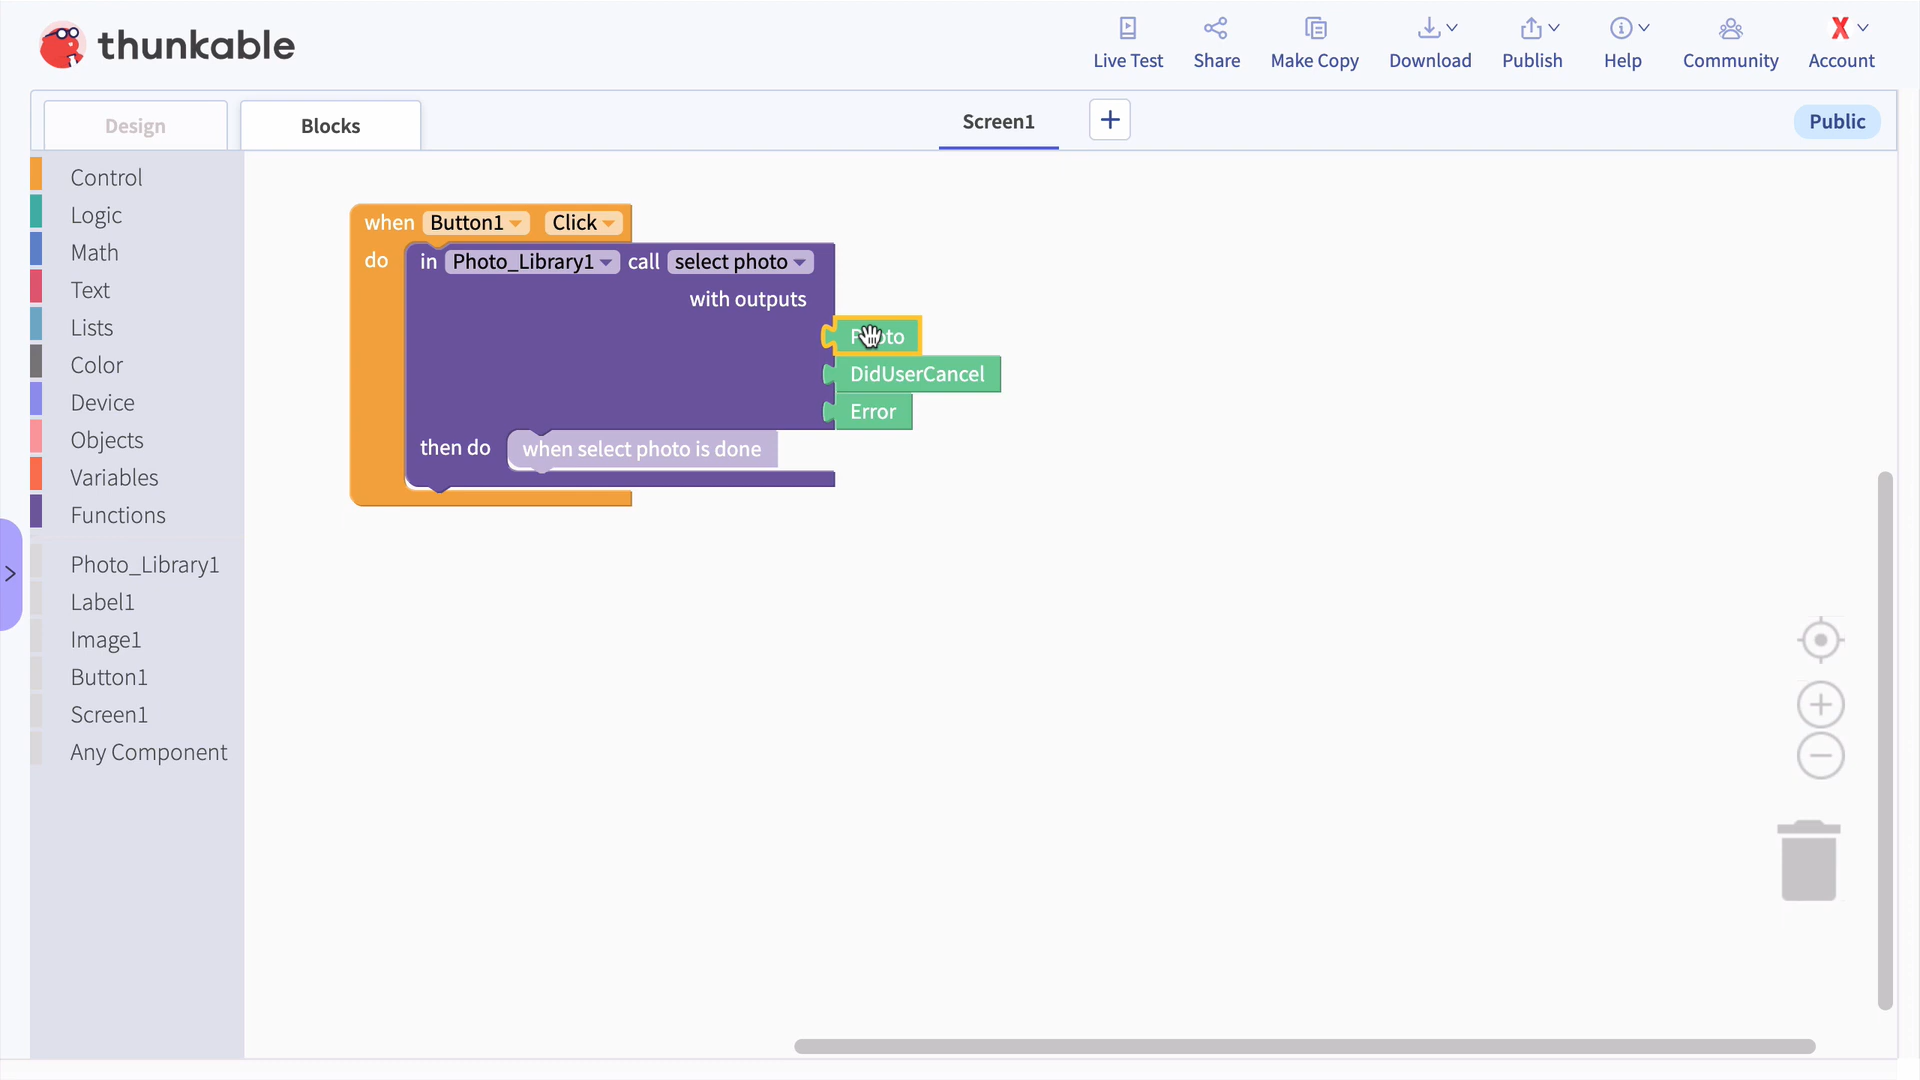 thunkable
Live Test
Share
Make Copy
Download
Publish
Help
Community
X
Account
Design
Blocks
Screen1
Public
Control
Logic
Math
Text
Lists
Color
Device
Objects
Variables
Functions
Photo_Library1
Label1
Image1
Button1
Screen1
Any Component
when Button1 Click
do in Photo_Library1 call select photo
with outputs
DidUserCancel
Error
then do when select photo is done